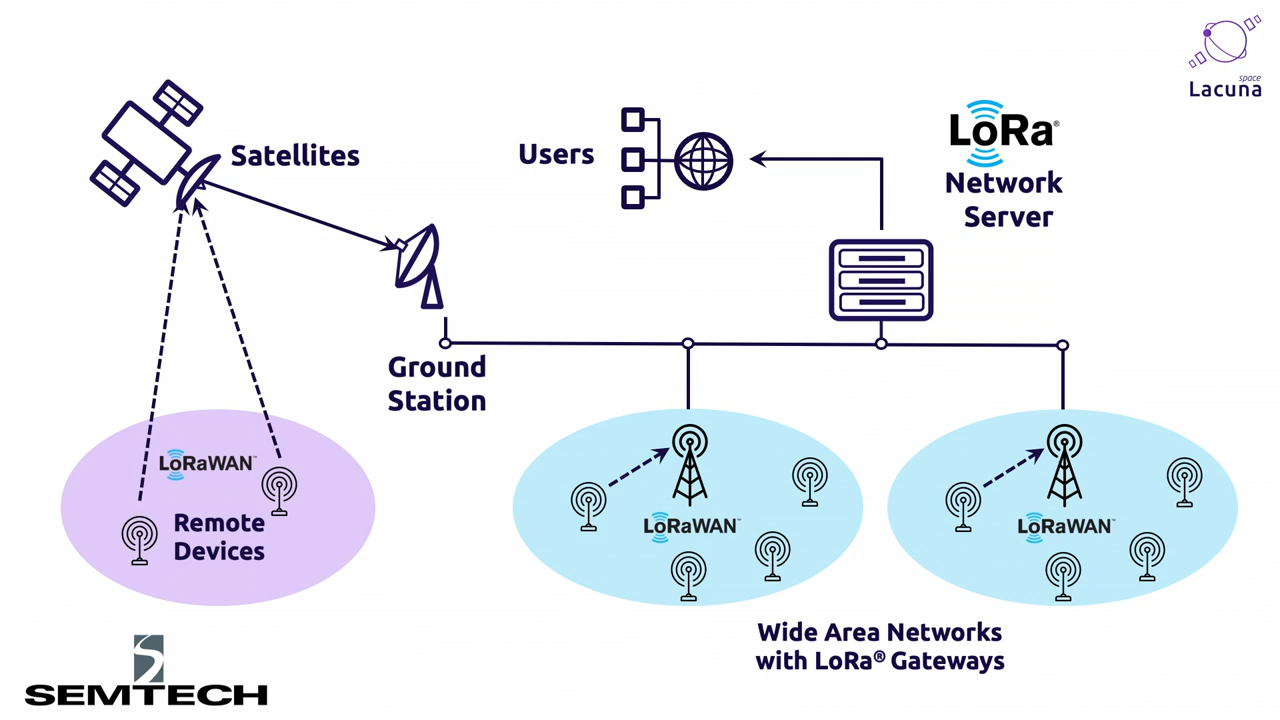 space
Lacuna
Satellites
Users
LoRa®
Network
Server
Ground
Station
LoRaWAN™
Remote
Devices
LoRaWAN™
LoRaWAN™
Wide Area Networks
with LoRa® Gateways
SEMTECH